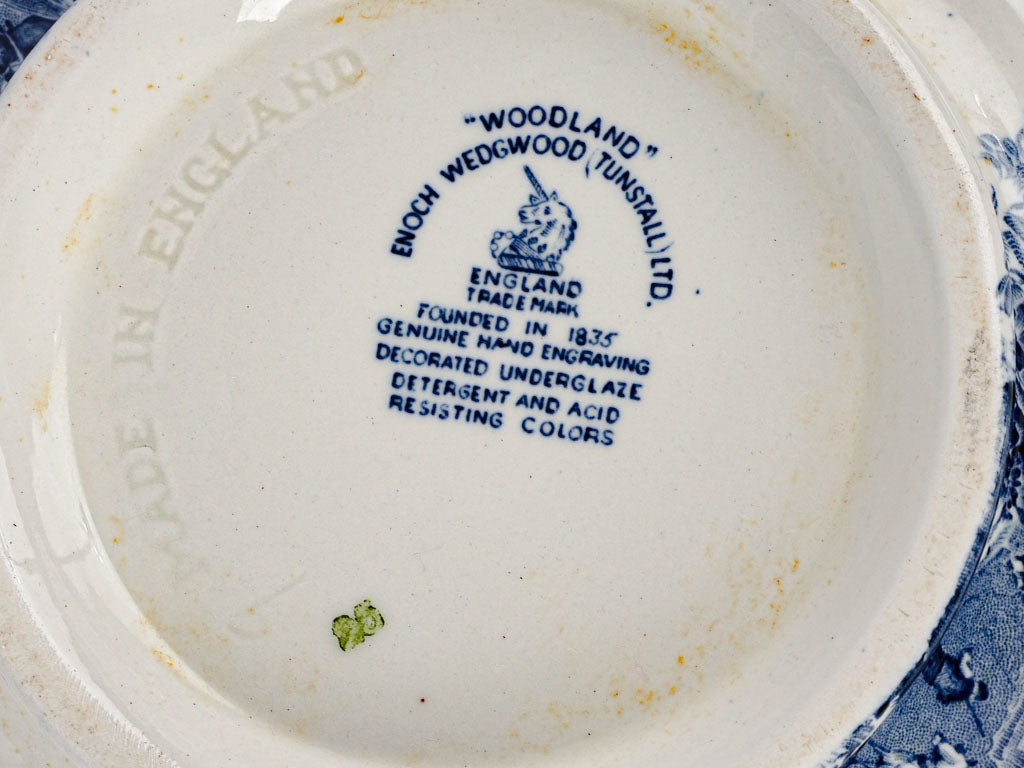 MADE IN ENGLAND
"WOODLAND"
ENOCH WEDGWOOD (TUNSTALL) LTD.
ENGLAND
TRADE MARK
FOUNDED IN 1835
GENUINE HAND ENGRAVING
DECORATED UNDERGLAZE
DETERGENT AND ACID
RESISTING COLORS